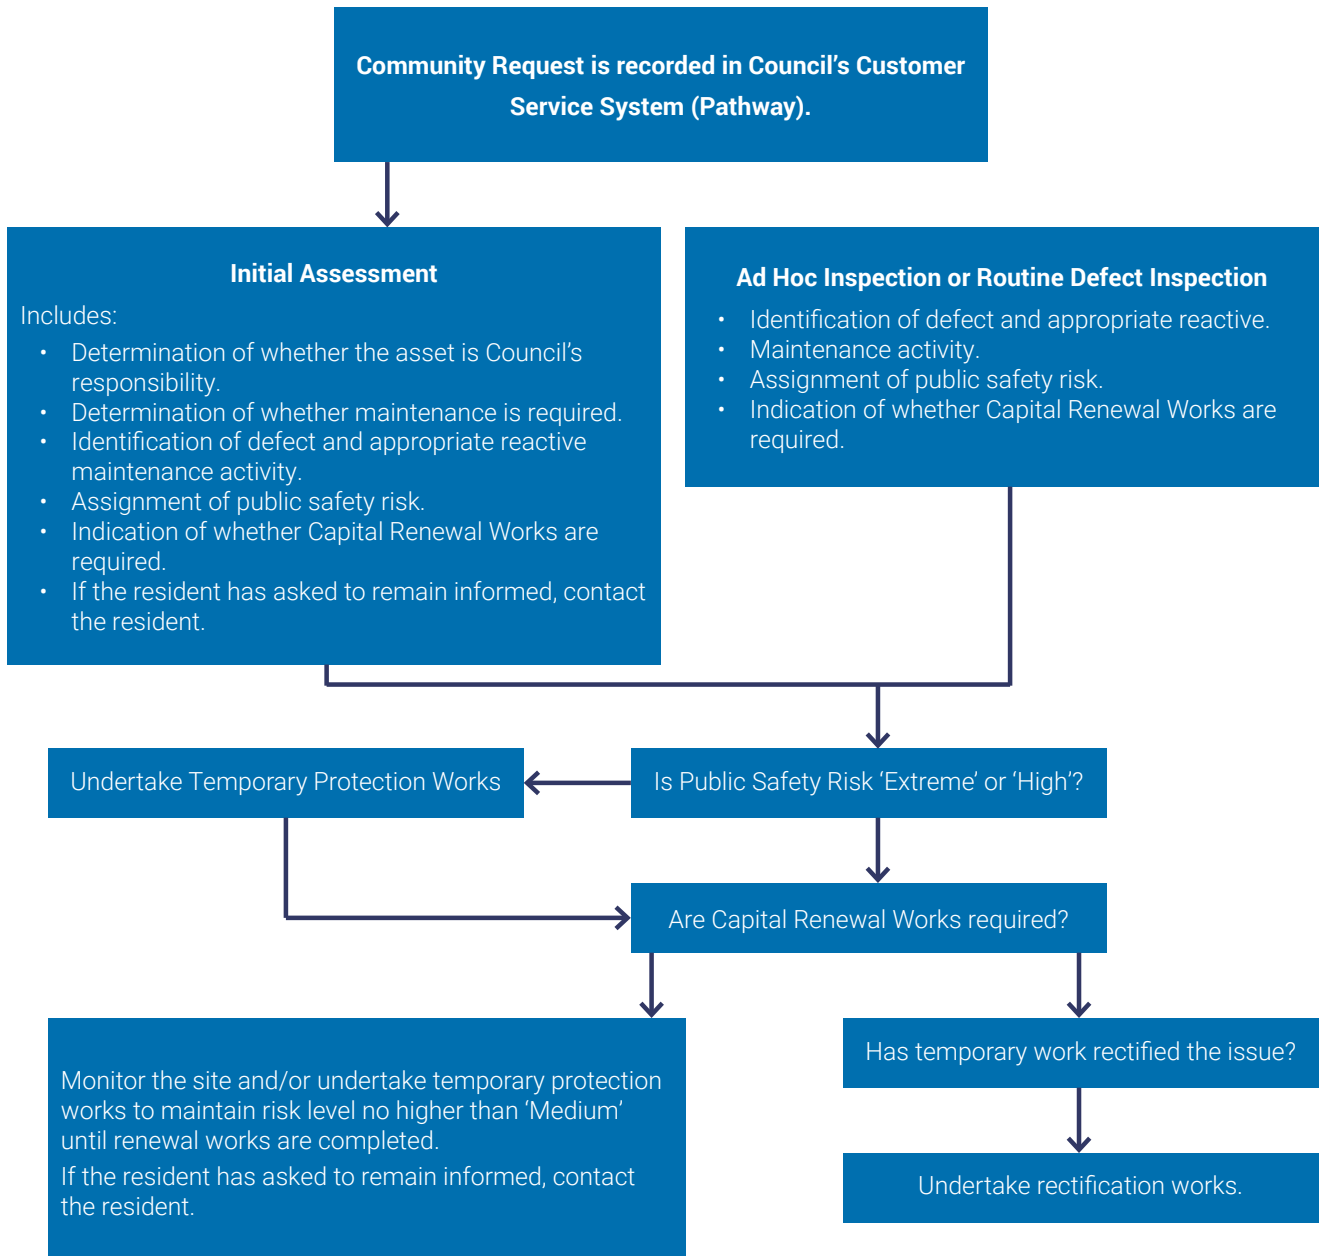 Community Request is recorded in Council’s Customer
Service System (Pathway).
Initial Assessment
Includes:
• Determination of whether the asset is Council’s
responsibility.
• Determination of whether maintenance is required.
• Identification of defect and appropriate reactive
maintenance activity.
• Assignment of public safety risk.
• Indication of whether Capital Renewal Works are
required.
• If the resident has asked to remain informed, contact
the resident.
Ad Hoc Inspection or Routine Defect Inspection
• Identification of defect and appropriate reactive.
• Maintenance activity.
• Assignment of public safety risk.
• Indication of whether Capital Renewal Works are
required.
Undertake Temporary Protection Works
Is Public Safety Risk ‘Extreme’ or ‘High’?
Are Capital Renewal Works required?
Monitor the site and/or undertake temporary protection
works to maintain risk level no higher than ‘Medium’
until renewal works are completed.
If the resident has asked to remain informed, contact
the resident.
Has temporary work rectified the issue?
Undertake rectification works.